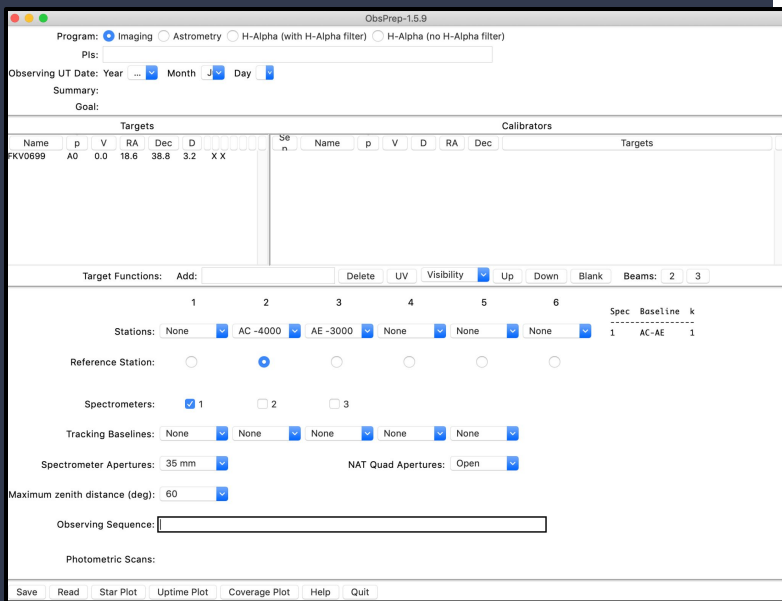 ObsPrep-1.5.9
Program: Imaging Astrometry H-Alpha (with H-Alpha filter) H-Alpha (no H-Alpha filter)
PIs:
Observing UT Date: Year ... Month J Day
Summary:
Goal:
Targets Calibrators
Name p V RA Dec D Sep Name p V D RA Dec Targets
FKV0699 A0 0.0 18.6 38.8 3.2 X X
Target Functions: Add: Delete UV Visibility Up Down Blank Beams: 2 3
1 2 3 4 5 6
Spec Baseline k
Stations: None AC -4000 AE -3000 None None None
1 AC-AE 1
Reference Station:
Spectrometers: 1 2 3
Tracking Baselines: None None None None None
Spectrometer Apertures: 35 mm NAT Quad Apertures: Open
Maximum zenith distance (deg): 60
Observing Sequence:
Photometric Scans:
Save Read Star Plot Uptime Plot Coverage Plot Help Quit